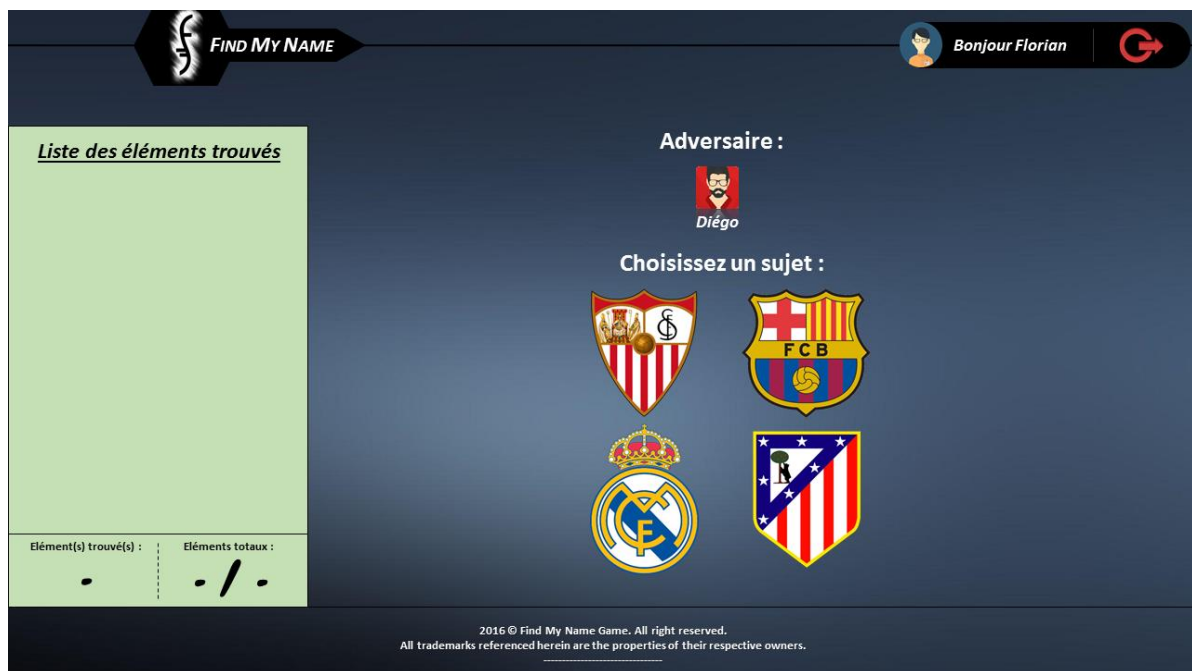 FIND MY NAME
Bonjour Florian
Liste des éléments trouvés
Adversaire :
Diégo
Choisissez un sujet :
FCB
Elément(s) trouvé(s) :
Eléments totaux :
-
- / -
2016 © Find My Name Game. All right reserved.
All trademarks referenced herein are the properties of their respective owners.
--------------------------------